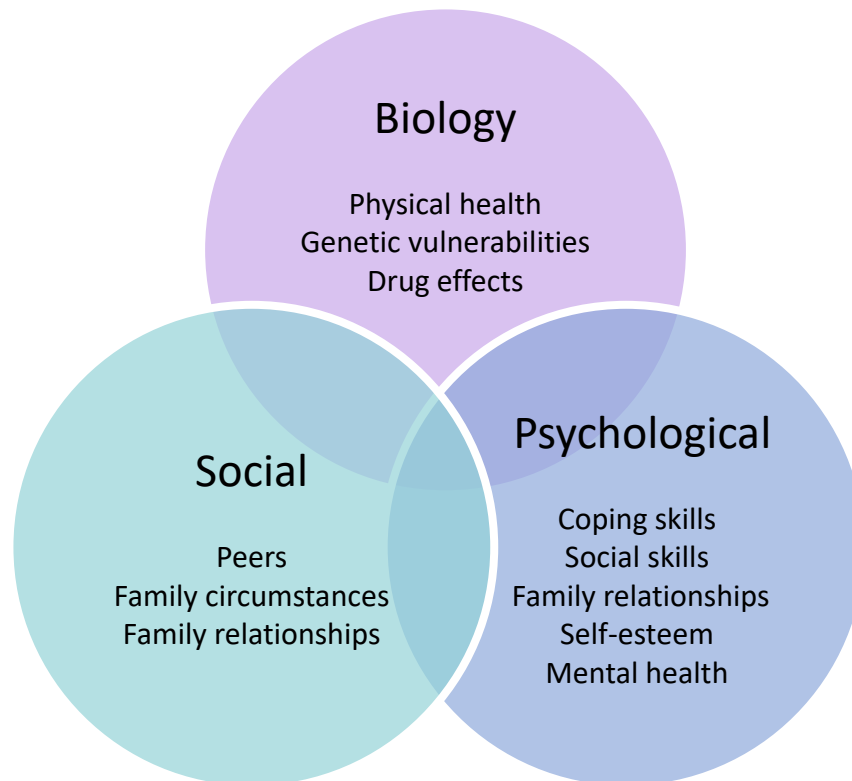 Biology
Physical health
Genetic vulnerabilities
Drug effects
Social
Peers
Family circumstances
Family relationships
Psychological
Coping skills
Social skills
Family relationships
Self-esteem
Mental health